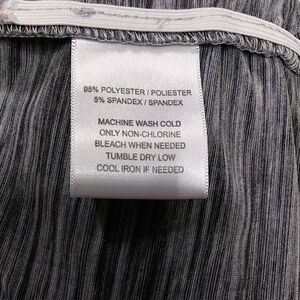 95% POLYESTER / POLIESTER
5% SPANDEX / SPANDEX
MACHINE WASH COLD
ONLY NON-CHLORINE
BLEACH WHEN NEEDED
TUMBLE DRY LOW
COOL IRON IF NEEDED